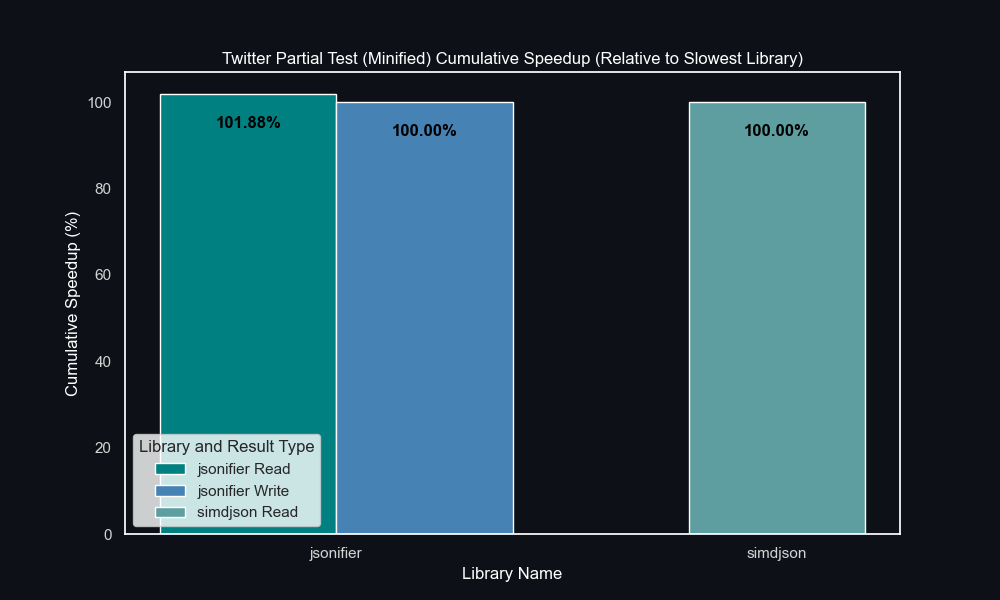 Twitter Partial Test (Minified) Cumulative Speedup (Relative to Slowest Library)
Cumulative Speedup (%)
100
80
60
40
20
0
101.88%
100.00%
100.00%
Library and Result Type
jsonifier Read
jsonifier Write
simdjson Read
jsonifier
simdjson
Library Name